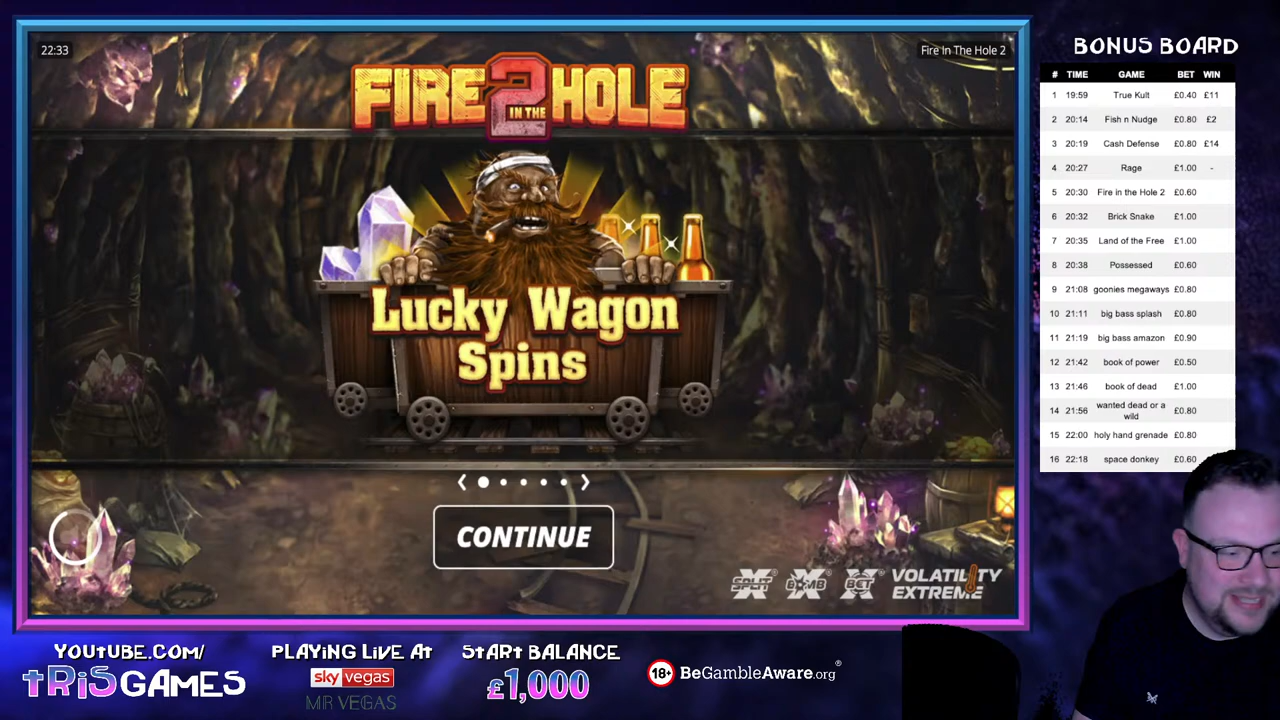 22:33
Fire In The Hole 2
FIRE 2 HOLE
IN THE
Lucky Wagon
Spins
CONTINUE
SPLIT X
BOMB X
BET X
VOLATILITY
EXTREME
BONUS BOARD
# TIME GAME BET WIN
1 19:59 True Kult £0.40 £11
2 20:14 Fish n Nudge £0.80 £2
3 20:19 Cash Defense £0.80 £14
4 20:27 Rage £1.00 -
5 20:30 Fire in the Hole 2 £0.60
6 20:32 Brick Snake £1.00
7 20:35 Land of the Free £1.00
8 20:38 Possessed £0.60
9 21:08 goonies megaways £0.80
10 21:11 big bass splash £0.80
11 21:19 big bass amazon £0.90
12 21:42 book of power £0.50
13 21:46 book of dead £1.00
14 21:56 wanted dead or a £0.80
wild
15 22:00 holy hand grenade £0.80
16 22:18 space donkey £0.60
YOUTUBE.COM/
tRiSGAMES
PLAYING LIVE AT
sky vegas
MR VEGAS
START BALANCE
£1,000
18+ BeGambleAware.org®